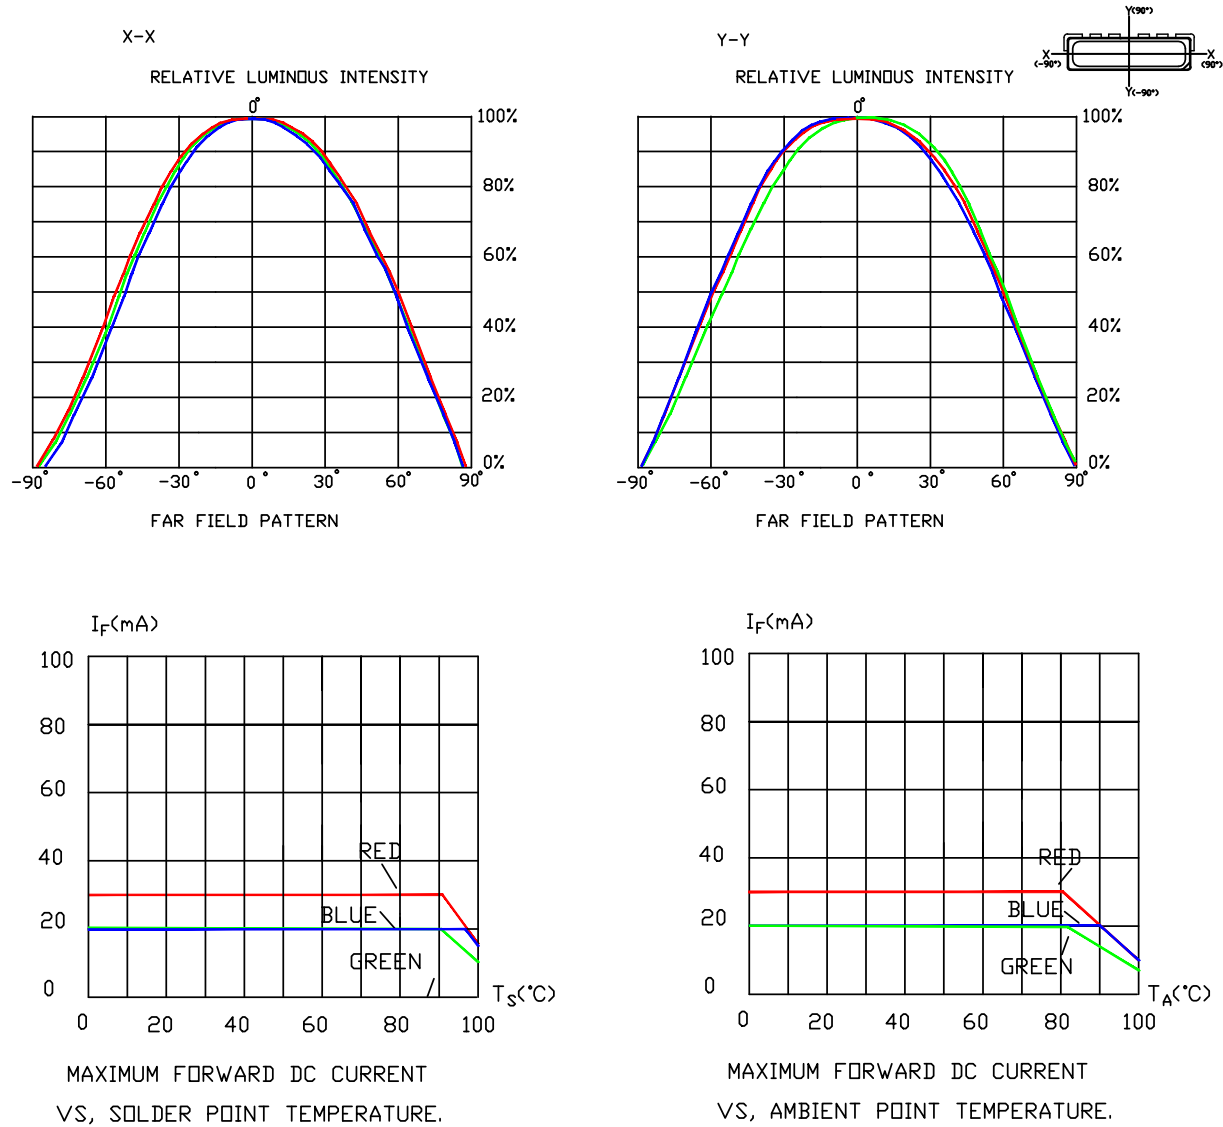 X-X
RELATIVE LUMINOUS INTENSITY
0°
100%
80%
60%
40%
20%
0%
-90° -60° -30° 0° 30° 60° 90°
FAR FIELD PATTERN
Y-Y
RELATIVE LUMINOUS INTENSITY
0°
100%
80%
60%
40%
20%
0%
-90° -60° -30° 0° 30° 60° 90°
FAR FIELD PATTERN
Y(90°)
X X
(-90°) (90°)
Y(-90°)
IF(mA)
100
80
60
40
20
0
RED
BLUE
GREEN
TS(°C)
0 20 40 60 80 100
MAXIMUM FORWARD DC CURRENT
VS, SOLDER POINT TEMPERATURE.
IF(mA)
100
80
60
40
20
0
RED
BLUE
GREEN
TA(°C)
0 20 40 60 80 100
MAXIMUM FORWARD DC CURRENT
VS, AMBIENT POINT TEMPERATURE.